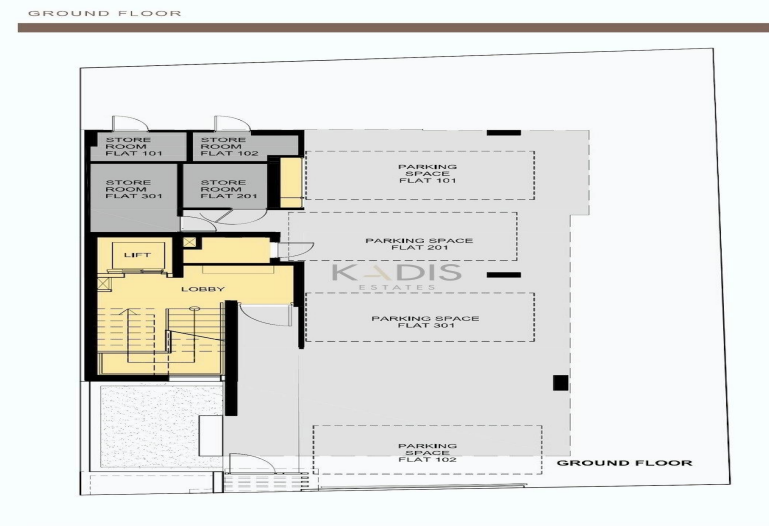 GROUND FLOOR
STORE
ROOM
FLAT 101
STORE
ROOM
FLAT 102
STORE
ROOM
FLAT 301
STORE
ROOM
FLAT 201
PARKING
SPACE
FLAT 101
PARKING SPACE
FLAT 201
LIFT
LOBBY
KADIS
ESTATES
PARKING SPACE
FLAT 301
PARKING
SPACE
FLAT 102
GROUND FLOOR